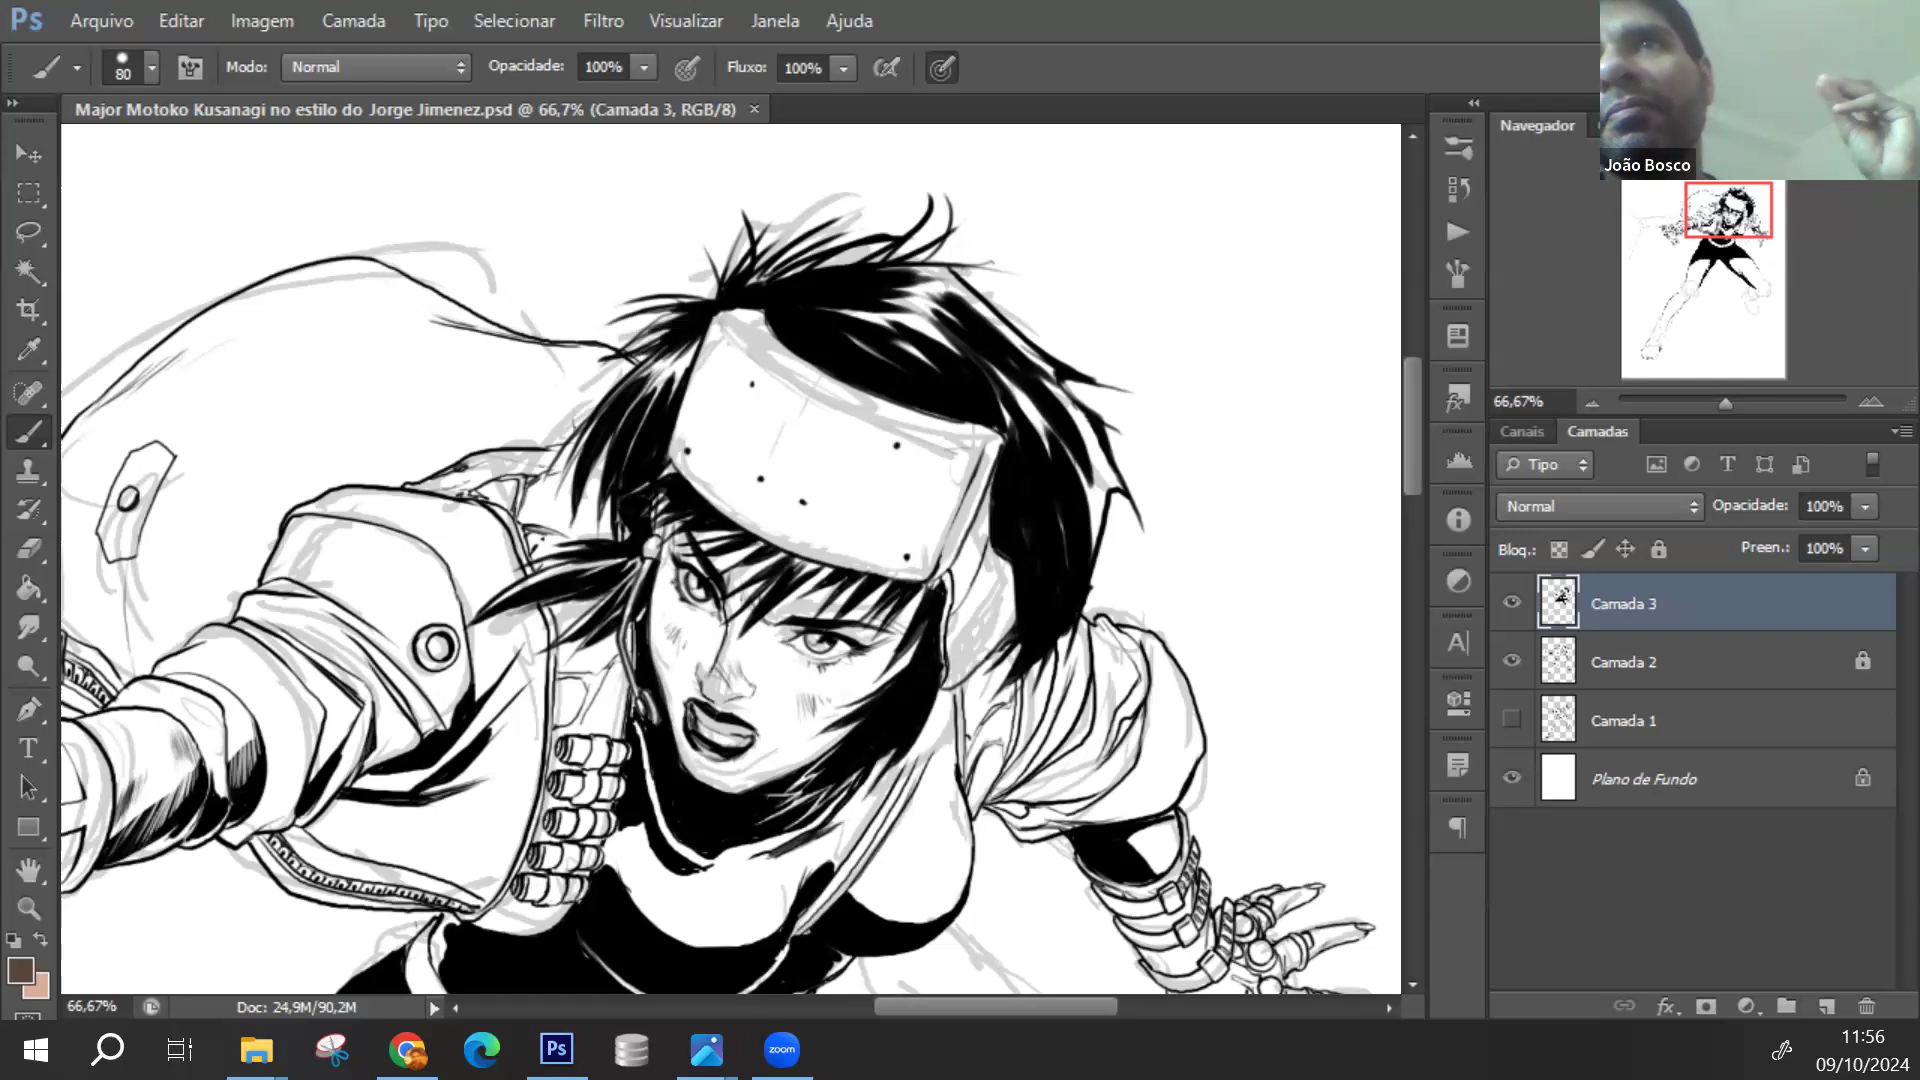 Ps Arquivo Editar Imagem Camada Tipo Selecionar Filtro Visualizar Janela Ajuda
80 Modo: Normal Opacidade: 100% Fluxo: 100%
Major Motoko Kusanagi no estilo do Jorge Jimenez.psd @ 66,7% (Camada 3, RGB/8) ×
Navegador
João Bosco
66,67%
Canais Camadas
Tipo
Normal Opacidade: 100%
Bloq.: Preen.: 100%
Camada 3
Camada 2
Camada 1
Plano de Fundo
66,67% Doc: 24,9M/90,2M
Ps zoom
11:56
09/10/2024